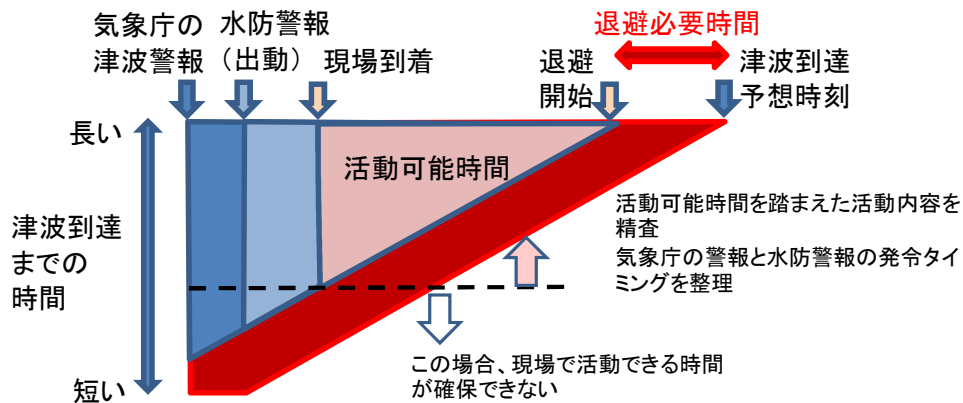 気象庁の
津波警報
水防警報
（出動）
現場到着
退避
開始
退避必要時間
津波到達
予想時刻
長い
活動可能時間
津波到達
までの
時間
活動可能時間を踏まえた活動内容を
精査
気象庁の警報と水防警報の発令タイ
ミングを整理
短い
この場合、現場で活動できる時間
が確保できない